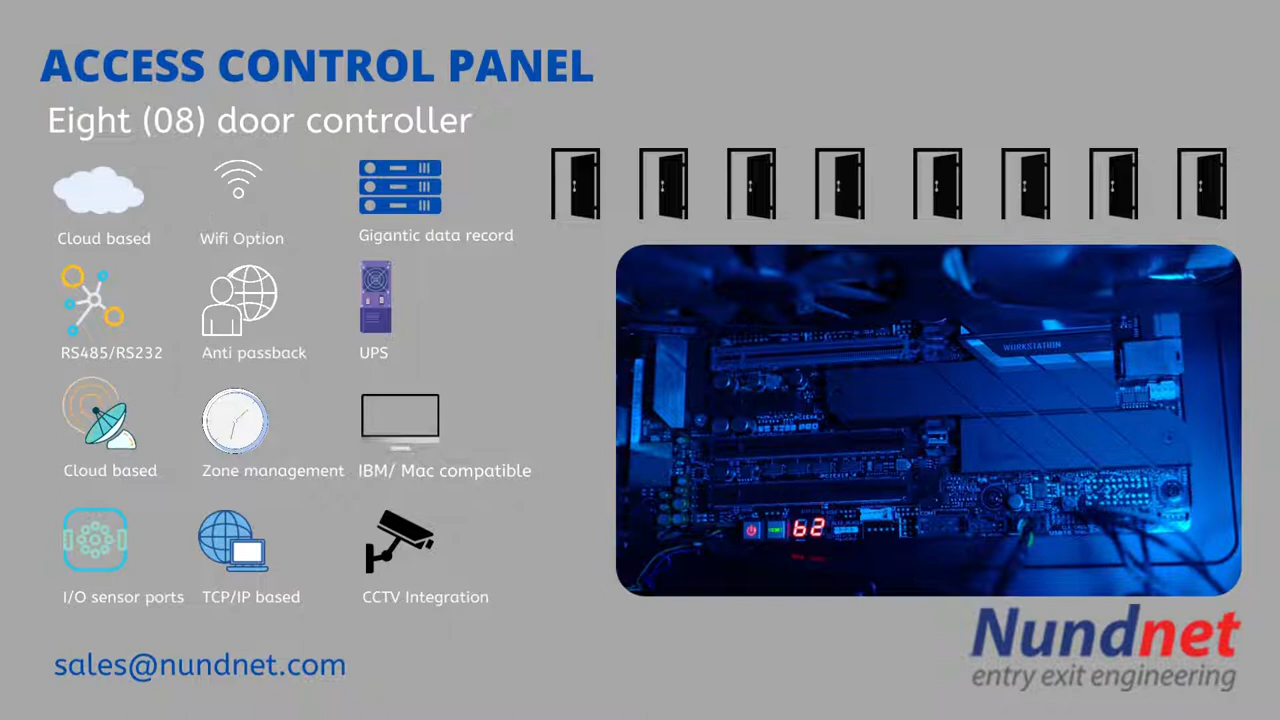 ACCESS CONTROL PANEL
Eight (08) door controller
Cloud based
Wifi Option
Gigantic data record
RS485/RS232
Anti passback
UPS
Cloud based
Zone management
IBM/ Mac compatible
I/O sensor ports
TCP/IP based
CCTV Integration
WORKSTATION
X299 PRO
62
sales@nundnet.com
Nundnet
entry exit engineering